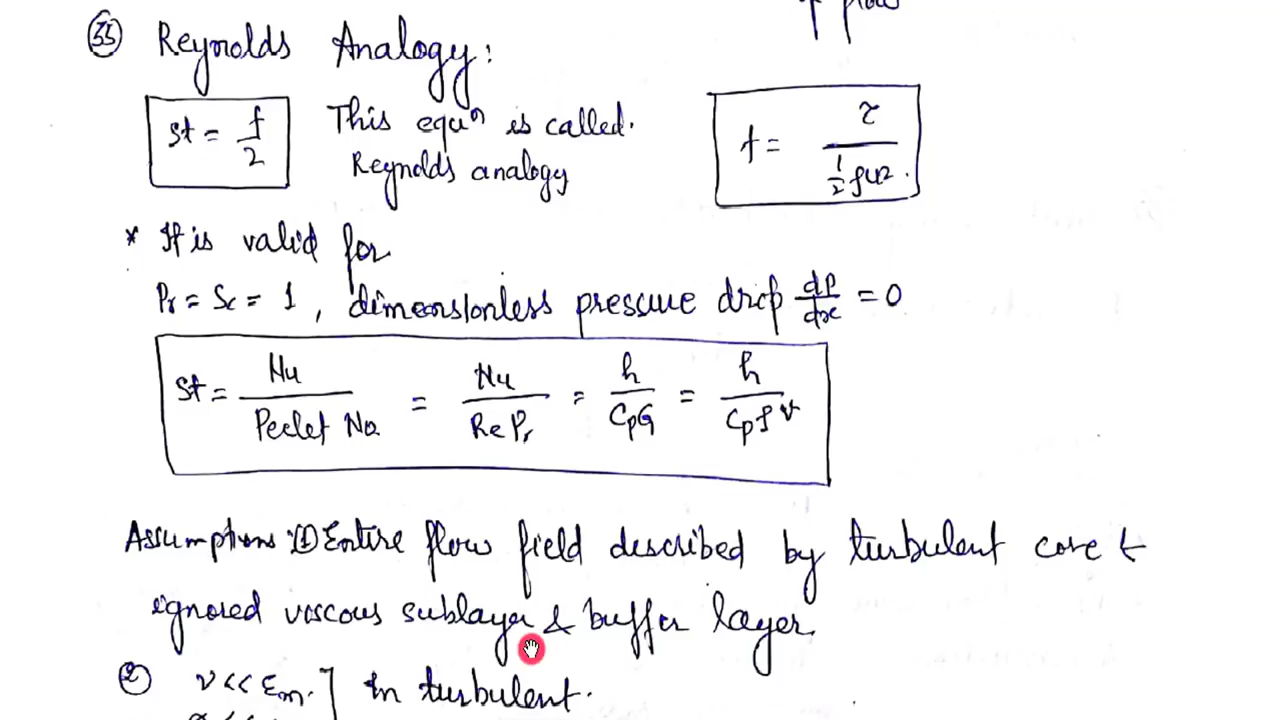 flow
35 Reynolds Analogy:
St = f/2 This equⁿ is called. f = τ / ½ρu².
Reynolds analogy
* It is valid for
Pr = Sc = 1, dimensionless pressure drop dp/dx = 0
St = Nu / Peclet No. = Nu / Re Pr = h / CpG = h / CpρV
Assumptions: (1) Entire flow field described by turbulent core &
ignored viscous sublayer & buffer layer.
2 ν << εm. ] In turbulent.